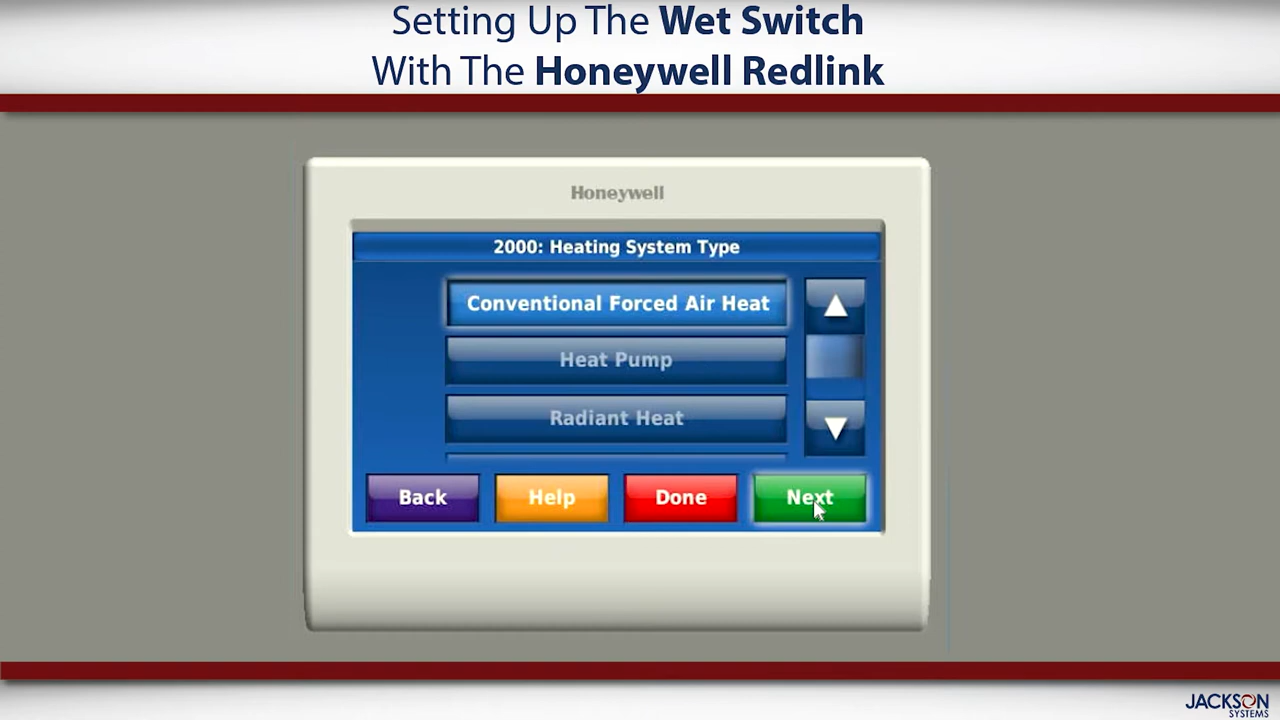 Setting Up The Wet Switch
With The Honeywell Redlink
Honeywell
2000: Heating System Type
Conventional Forced Air Heat
Heat Pump
Radiant Heat
Back Help Done Next
JACKSON
SYSTEMS